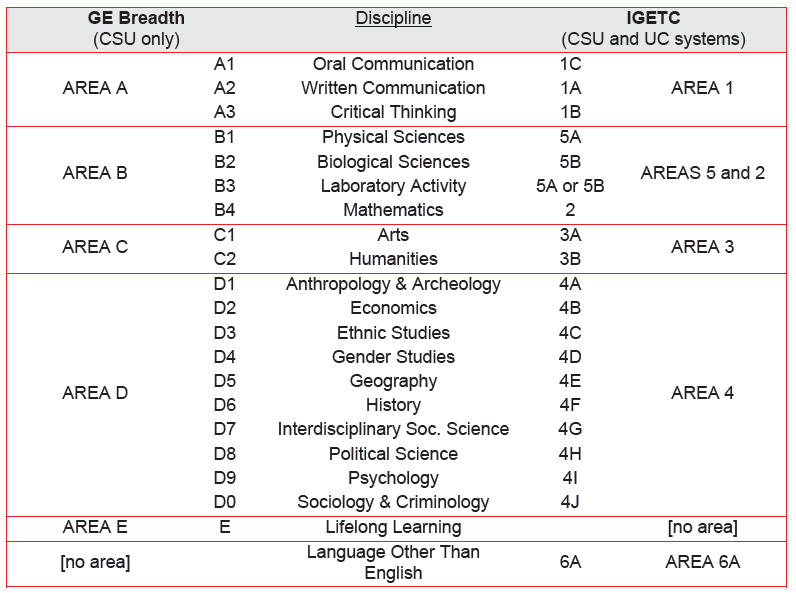 GE Breadth Discipline IGETC
(CSU only) (CSU and UC systems)
A1 Oral Communication 1C
AREA A A2 Written Communication 1A AREA 1
A3 Critical Thinking 1B
B1 Physical Sciences 5A
B2 Biological Sciences 5B
AREA B AREAS 5 and 2
B3 Laboratory Activity 5A or 5B
B4 Mathematics 2
C1 Arts 3A
AREA C AREA 3
C2 Humanities 3B
D1 Anthropology & Archeology 4A
D2 Economics 4B
D3 Ethnic Studies 4C
D4 Gender Studies 4D
D5 Geography 4E
AREA D AREA 4
D6 History 4F
D7 Interdisciplinary Soc. Science 4G
D8 Political Science 4H
D9 Psychology 4I
D0 Sociology & Criminology 4J
AREA E E Lifelong Learning [no area]
Language Other Than
[no area] 6A AREA 6A
English